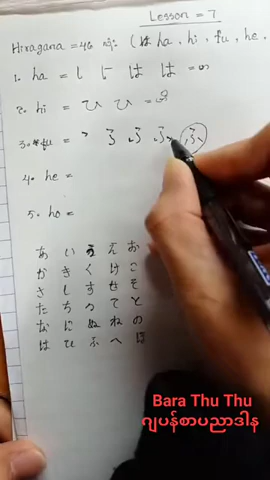 Lesson = 7
Hiragana = 46 လုံး (は ha, hi, fu, he,
1. ha = し に は は = ဟ
2. hi = ひ ひ = ဟိ
3. *fu = ふ ふ ふ
4. he =
5. ho =
あ い う え お
か き く け こ
さ し す せ そ
た ち つ て と
な に ぬ ね の
は ひ ふ へ ほ
Bara Thu Thu
ဂျပန်စာပညာဒါန